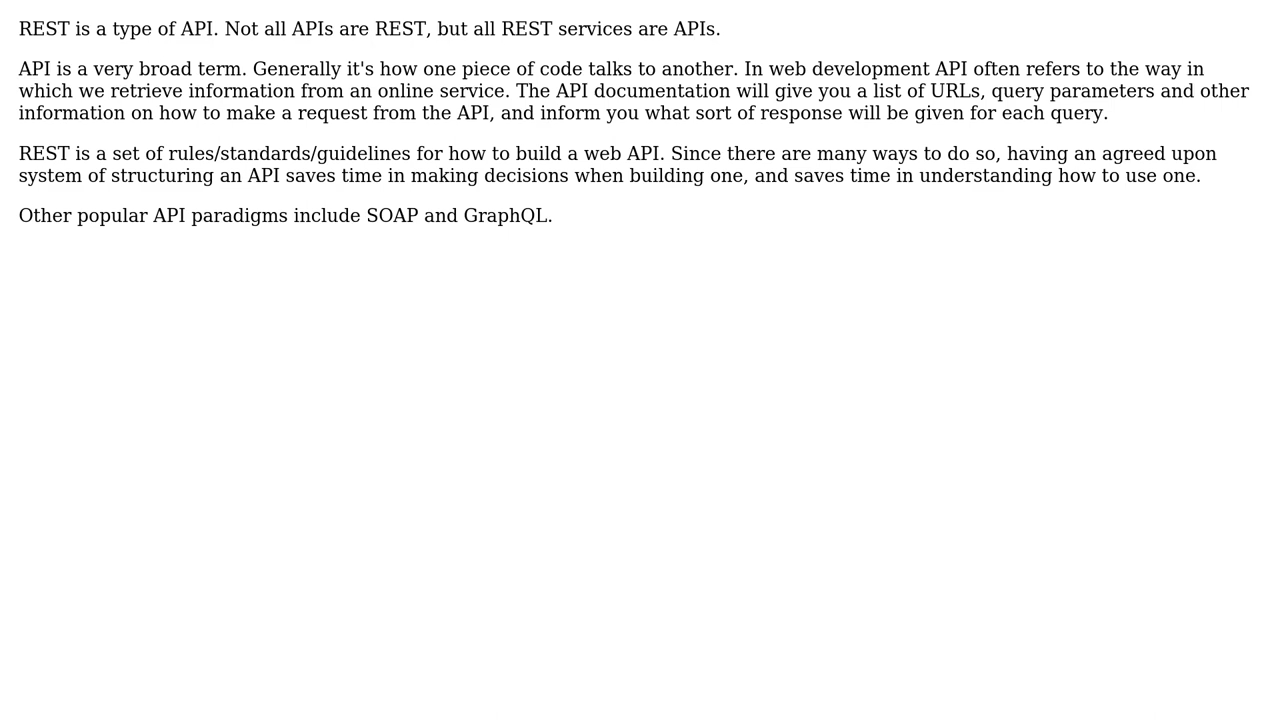 REST is a type of API. Not all APIs are REST, but all REST services are APIs.
API is a very broad term. Generally it's how one piece of code talks to another. In web development API often refers to the way in
which we retrieve information from an online service. The API documentation will give you a list of URLs, query parameters and other
information on how to make a request from the API, and inform you what sort of response will be given for each query.
REST is a set of rules/standards/guidelines for how to build a web API. Since there are many ways to do so, having an agreed upon
system of structuring an API saves time in making decisions when building one, and saves time in understanding how to use one.
Other popular API paradigms include SOAP and GraphQL.